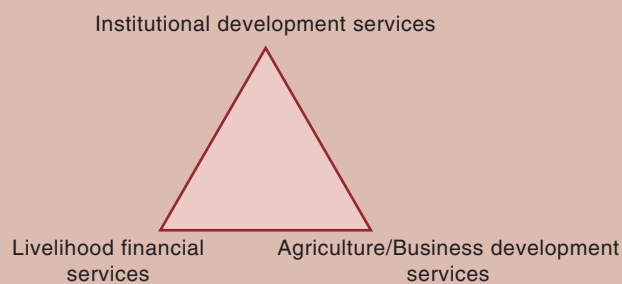 Institutional development services
Livelihood financial
services
Agriculture/Business development
services